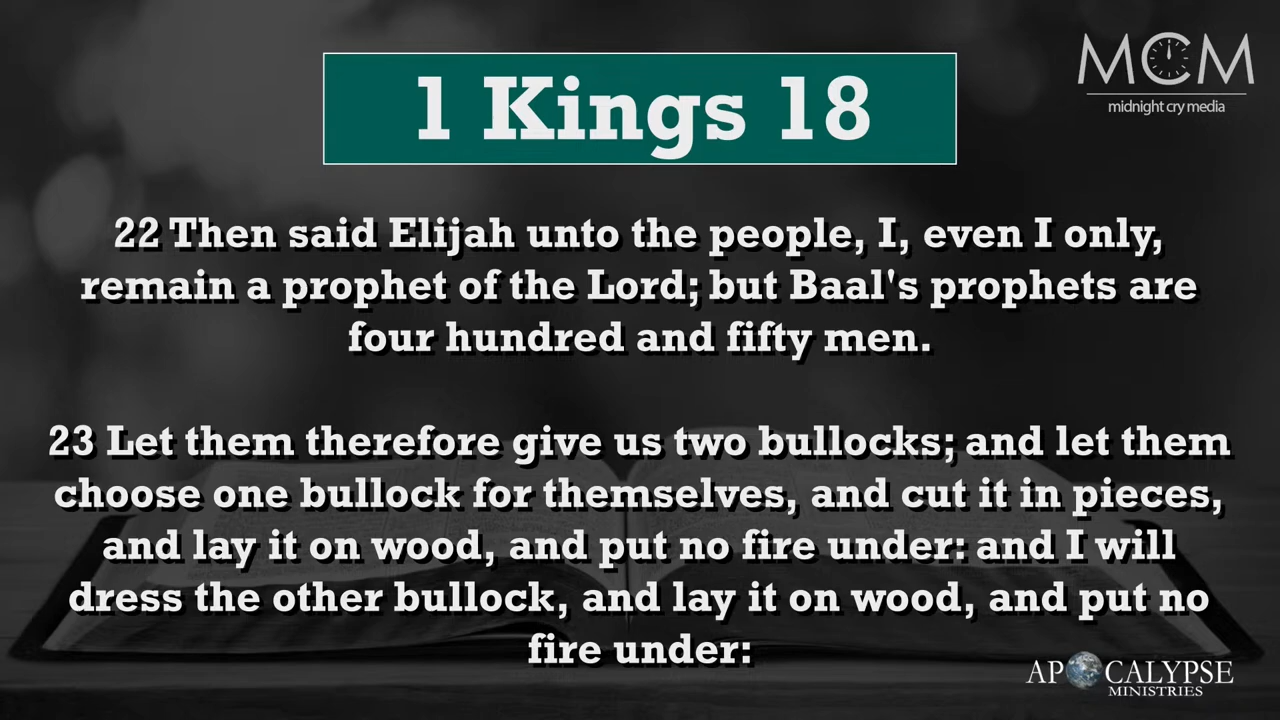 1 Kings 18
MCM
midnight cry media
22 Then said Elijah unto the people, I, even I only,
remain a prophet of the Lord; but Baal's prophets are
four hundred and fifty men.
23 Let them therefore give us two bullocks; and let them
choose one bullock for themselves, and cut it in pieces,
and lay it on wood, and put no fire under: and I will
dress the other bullock, and lay it on wood, and put no
fire under:
APOCALYPSE
MINISTRIES